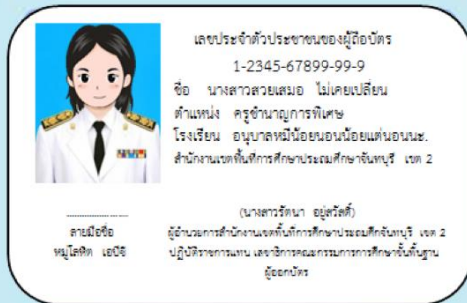 เลขประจำตัวประชาชนของผู้ถือบัตร
1-2345-67899-99-9
ชื่อ นางสาวสวยเสมอ ไม่เคยเปลี่ยน
ตำแหน่ง ครูชำนาญการพิเศษ
โรงเรียน อนุบาลหมีน้อยนอนน้อยแต่นอนนะ.
สำนักงานเขตพื้นที่การศึกษาประถมศึกษาจันทบุรี เขต 2
ลายมือชื่อ
หมู่โลหิต เอบีจี
(นางสาวรัตนา อยู่สวัสดิ์)
ผู้อำนวยการสำนักงานเขตพื้นที่การศึกษาประถมศึกษาจันทบุรี เขต 2
ปฏิบัติราชการแทน เลขาธิการคณะกรรมการการศึกษาขั้นพื้นฐาน
ผู้ออกบัตร